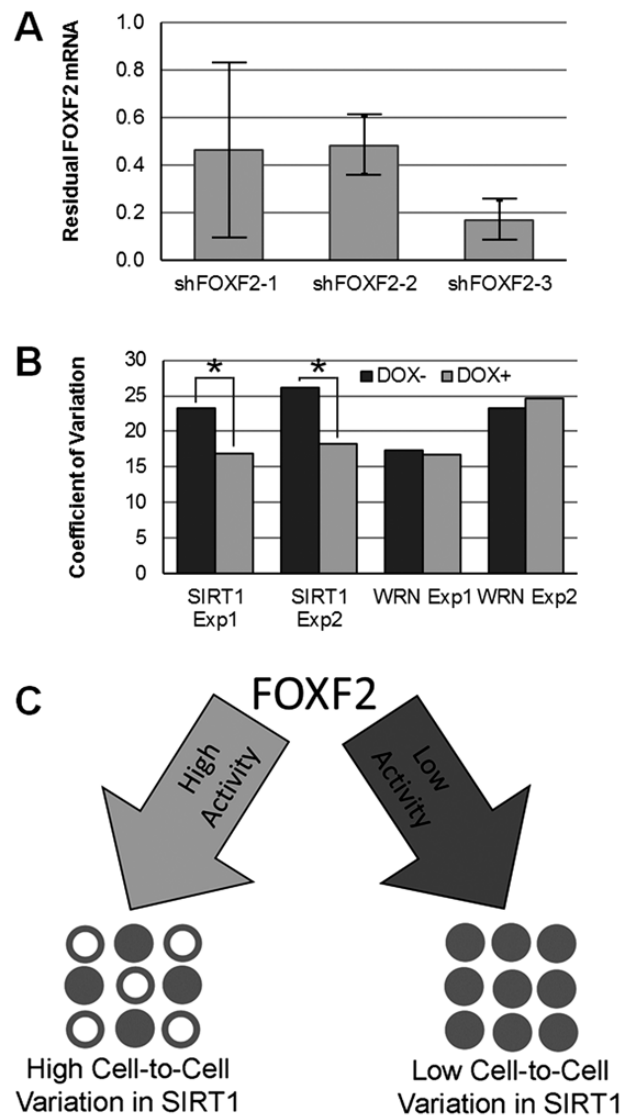 A
Residual FOXF2 mRNA
1.0
0.8
0.6
0.4
0.2
0.0
shFOXF2-1 shFOXF2-2 shFOXF2-3
B
Coefficient of Variation
30
25
20
15
10
5
0
* *
DOX- DOX+
SIRT1 Exp1
SIRT1 Exp2
WRN Exp1
WRN Exp2
C
FOXF2
High Activity
Low Activity
High Cell-to-Cell
Variation in SIRT1
Low Cell-to-Cell
Variation in SIRT1